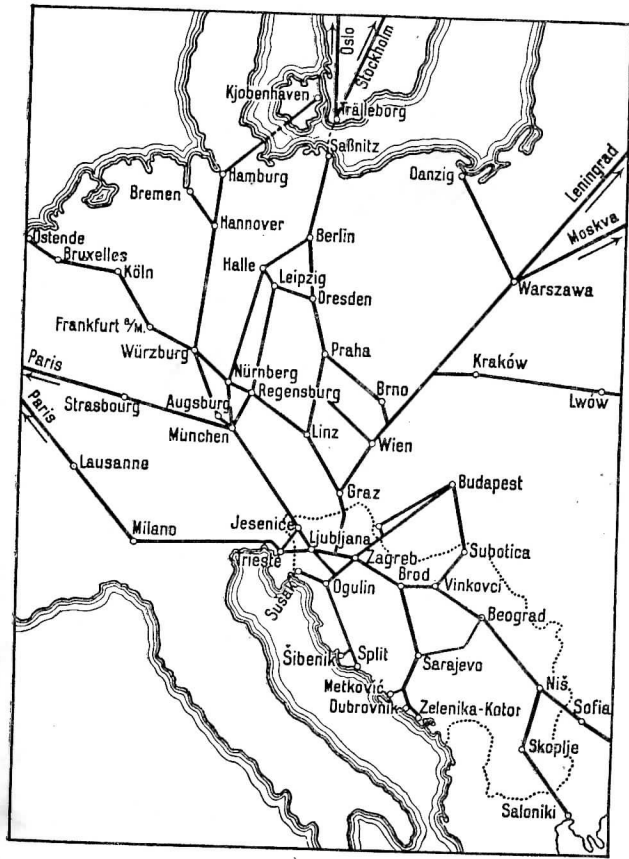 Oslo
Stockholm
Kjobenhaven
Trälleborg
Saßnitz
Hamburg
Danzig
Leningrad
Bremen
Moskva
Hannover
Ostende
Berlin
Bruxelles
Halle
Köln
Leipzig
Warszawa
Dresden
Frankfurt a/M.
Würzburg
Praha
Paris
Nürnberg
Kraków
Regensburg
Brno
Strasbourg
Augsburg
Lwów
Paris
München
Linz
Wien
Lausanne
Graz
Budapest
Milano
Jesenice
Ljubljana
Trieste
Zagreb
Subotica
Sušak
Ogulin
Brod
Vinkovci
Beograd
Šibenik
Split
Sarajevo
Metković
Niš
Dubrovnik
Zelenika-Kotor
Sofia
Skoplje
Saloniki